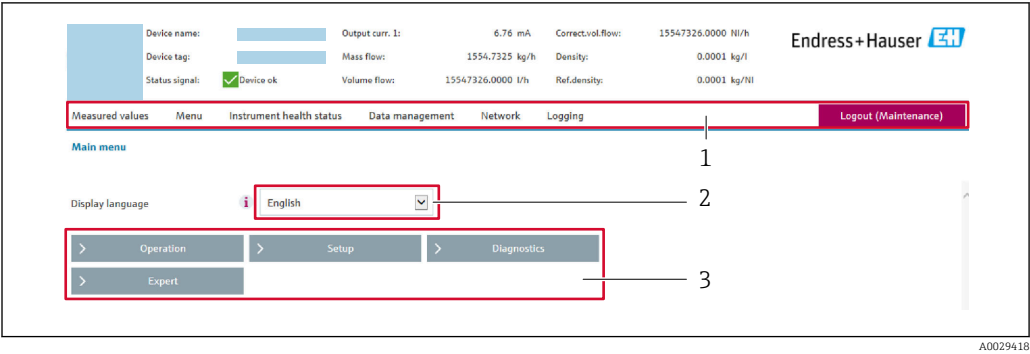 Device name: Output curr. 1: 6.76 mA Correct.vol.flow: 15547326.0000 Nl/h
Endress+Hauser EH
Device tag: Mass flow: 1554.7325 kg/h Density: 0.0001 kg/l
Status signal: Device ok Volume flow: 15547326.0000 l/h Ref.density: 0.0001 kg/Nl
Measured values Menu Instrument health status Data management Network Logging Logout (Maintenance)
1
Main menu
Display language i English 2
> Operation > Setup > Diagnostics
> Expert 3
A0029418